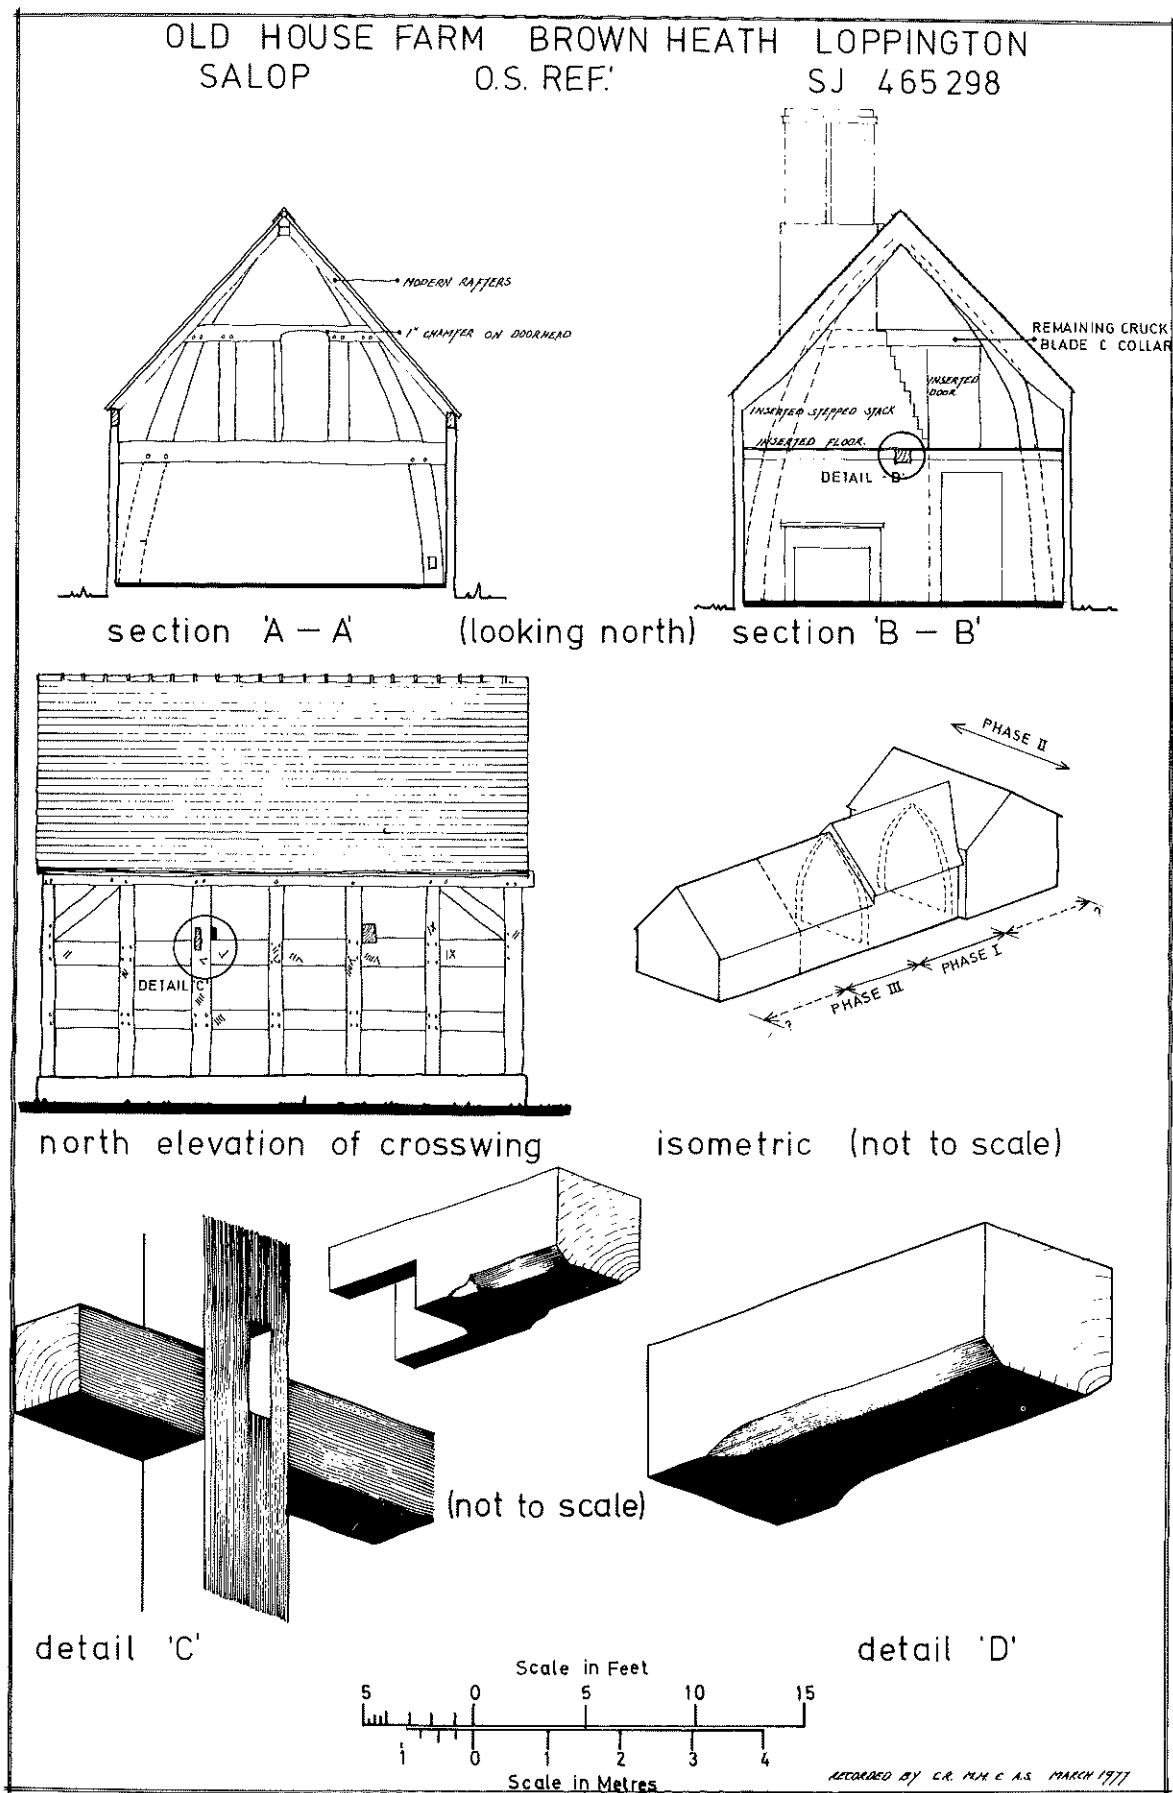 OLD HOUSE FARM BROWN HEATH LOPPINGTON
SALOP O.S. REF.' SJ 465298
MODERN RAFTERS
1" CHAMFER ON DOORHEAD
REMAINING CRUCK
BLADE & COLLAR
INSERTED
DOOR
INSERTED STEPPED STACK
INSERTED FLOOR.
DETAIL 'D'
section 'A – A' (looking north) section 'B – B'
PHASE II
DETAIL 'C'
PHASE I
PHASE III
?
?
IX
IX
north elevation of crosswing
isometric (not to scale)
(not to scale)
detail 'C'
detail 'D'
Scale in Feet
5 0 5 10 15
1 0 1 2 3 4
Scale in Metres
RECORDED BY C.R. M.H. & A.S. MARCH 1977